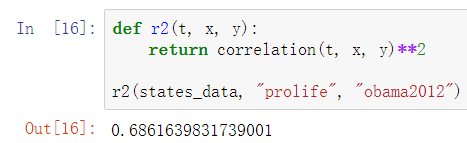 In [16]: def r2(t, x, y):
    return correlation(t, x, y)**2
r2(states_data, "prolife", "obama2012")
Out[16]: 0.6861639831739001